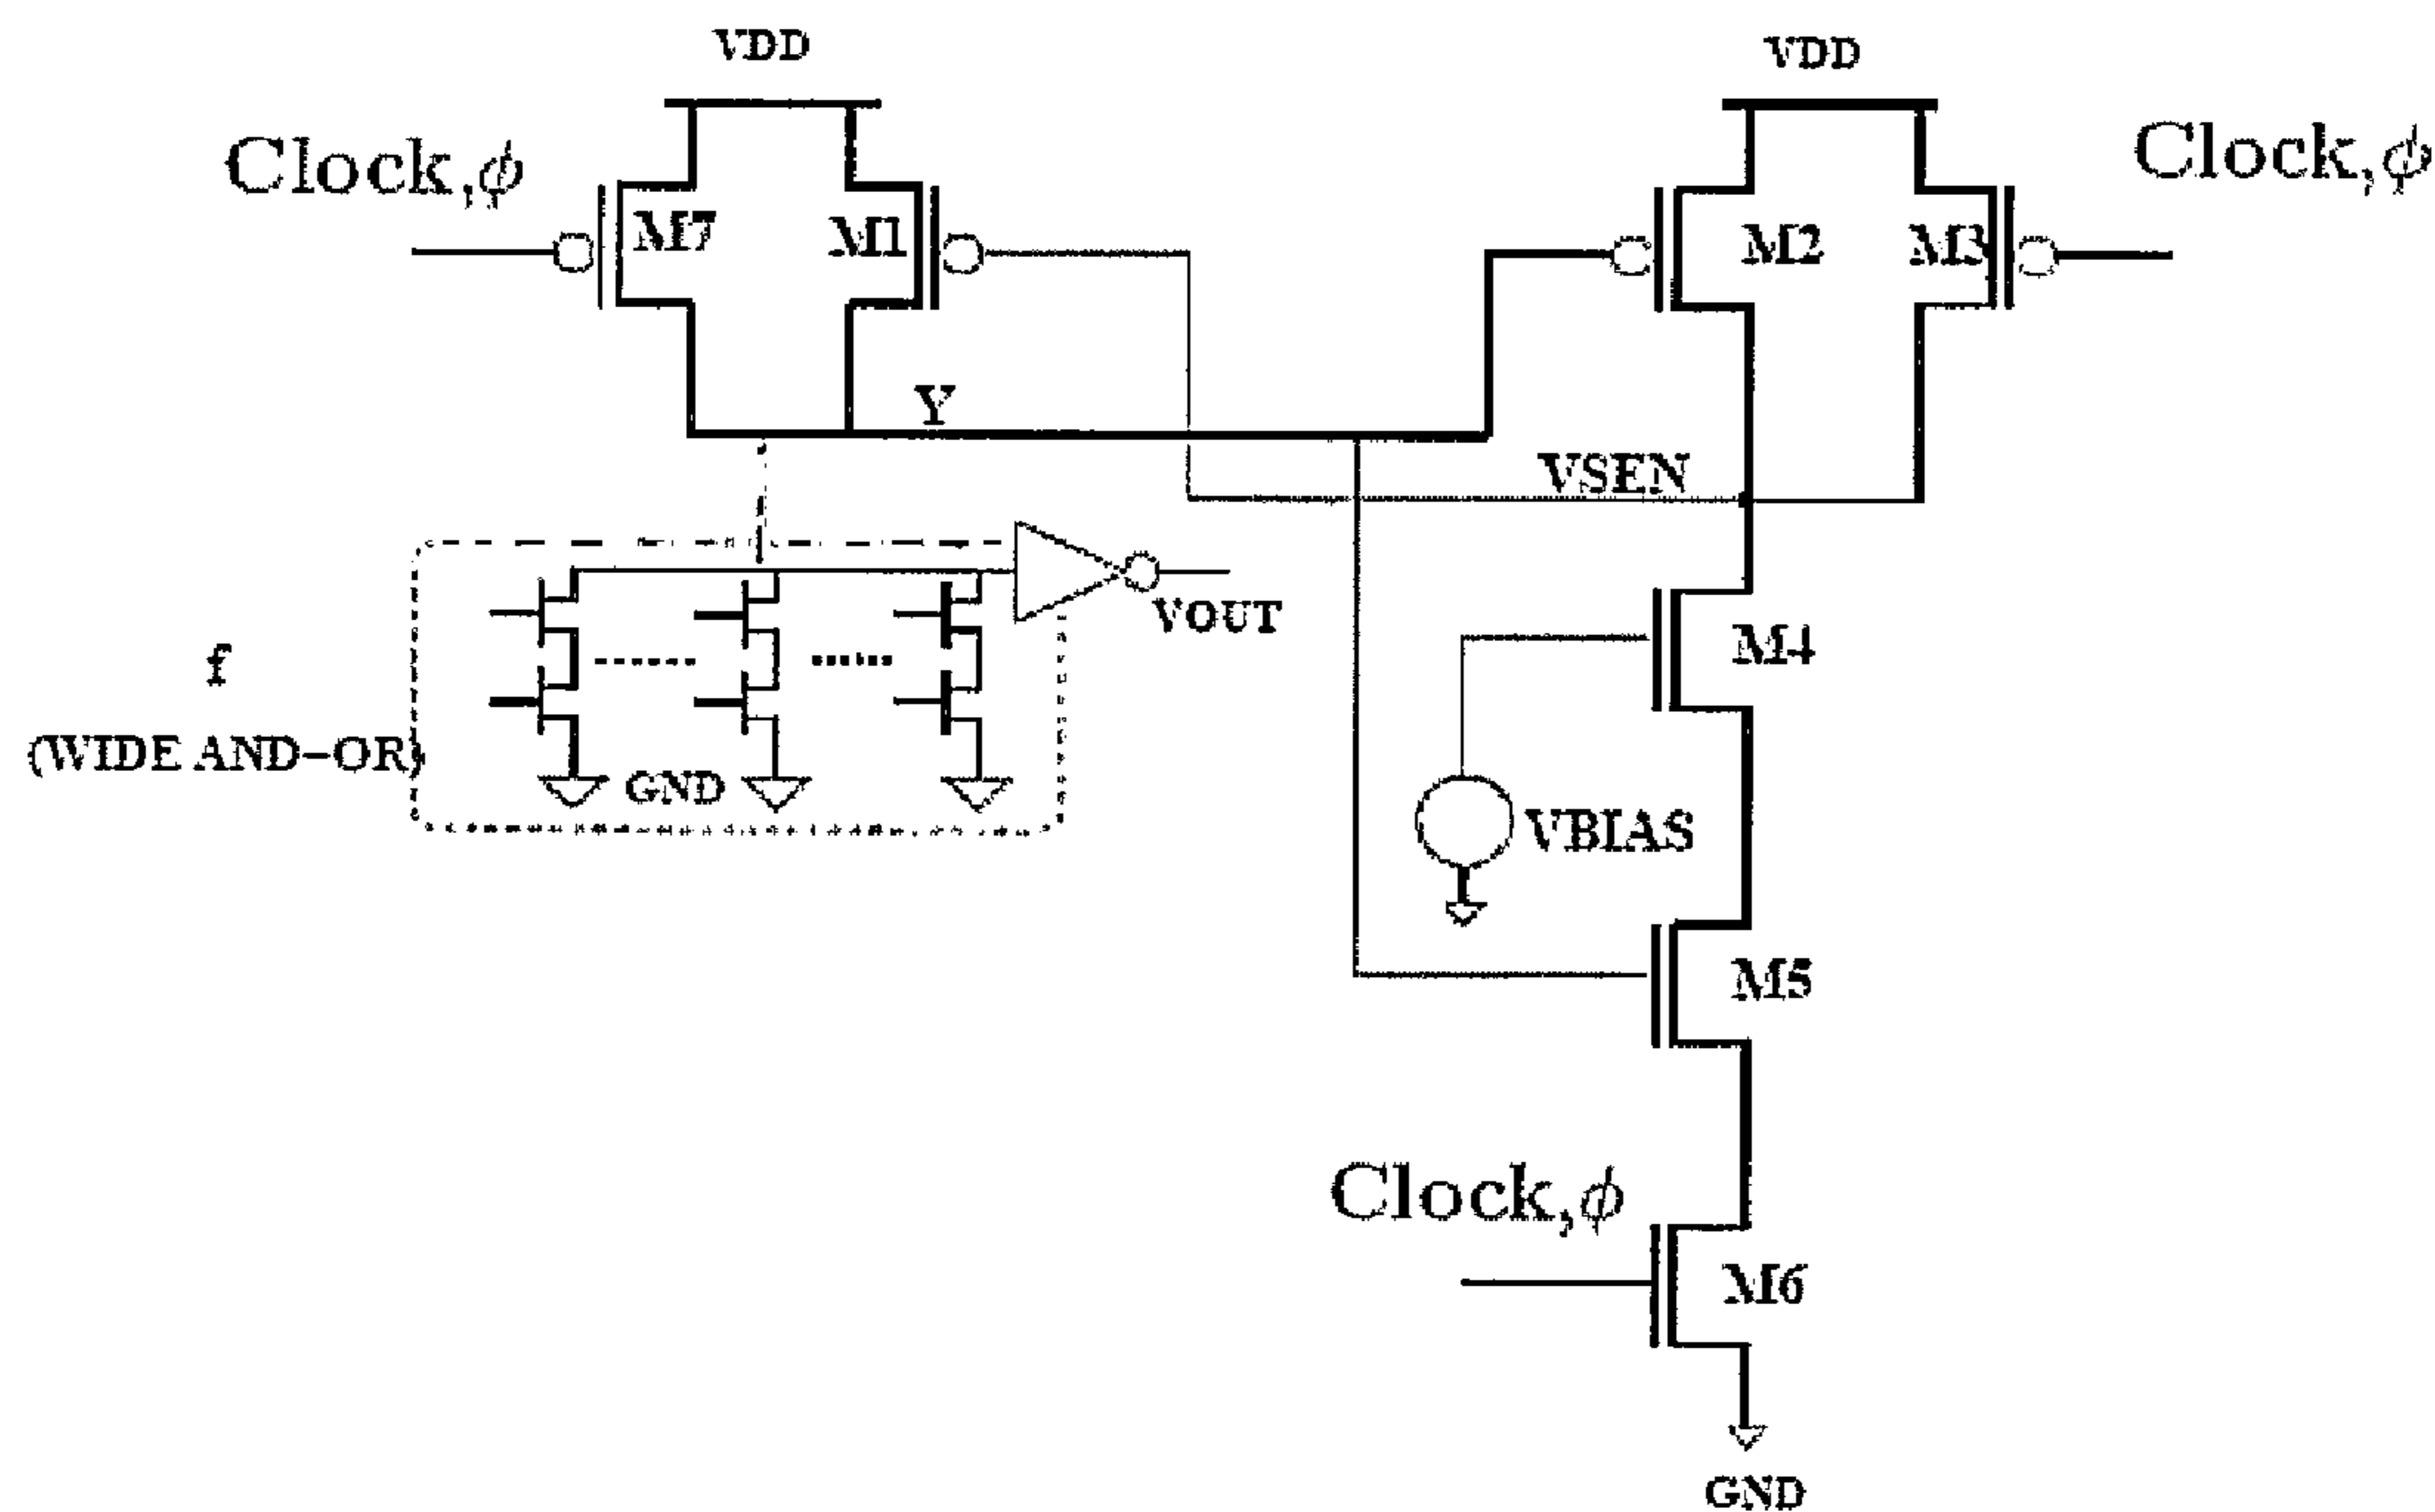 VDD
VDD
Clock,ϕ
Clock,ϕ
M7
M1
M2
M3
Y
VSEN
VOUT
M4
f
(WIDE AND-OR)
GND
VBIAS
M5
Clock,ϕ
M6
GND